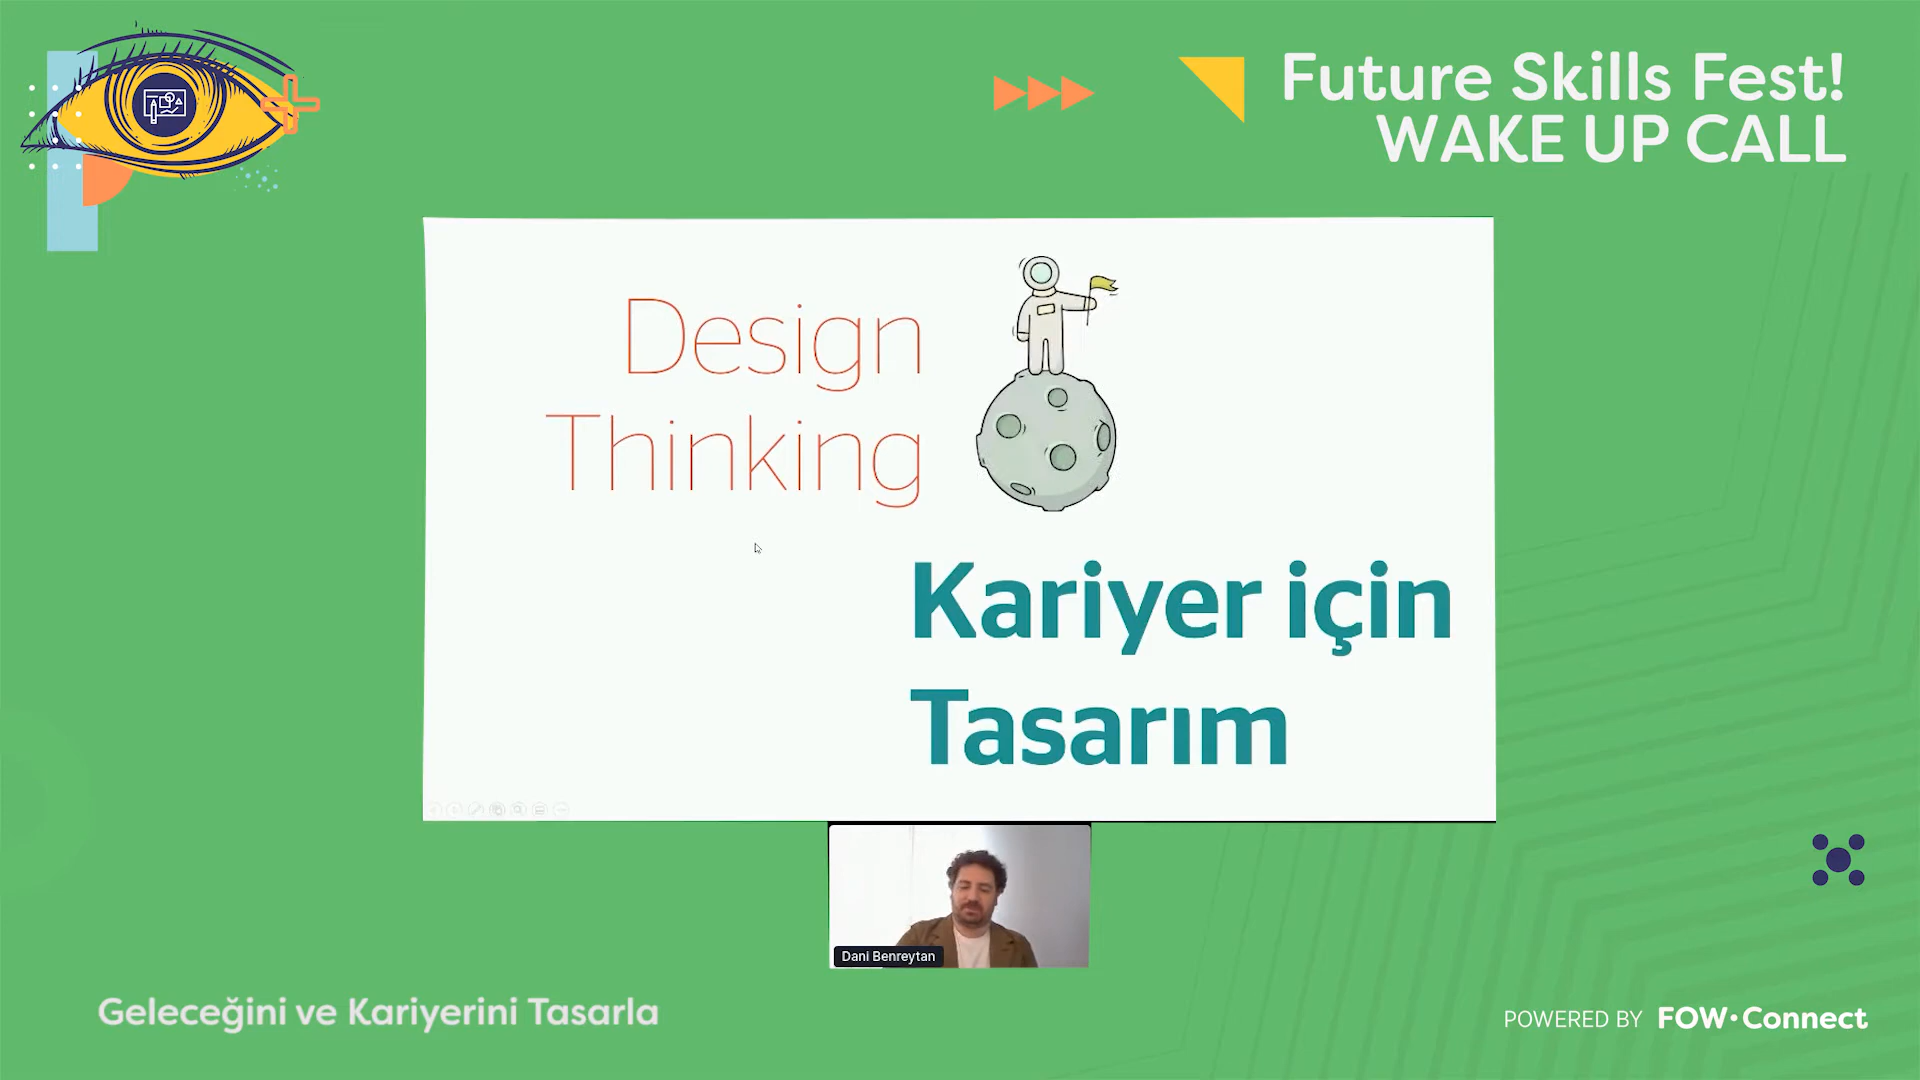 Future Skills Fest!
WAKE UP CALL
Design
Thinking
Kariyer için
Tasarım
Dani Benreytan
Geleceğini ve Kariyerini Tasarla
POWERED BY FOW·Connect